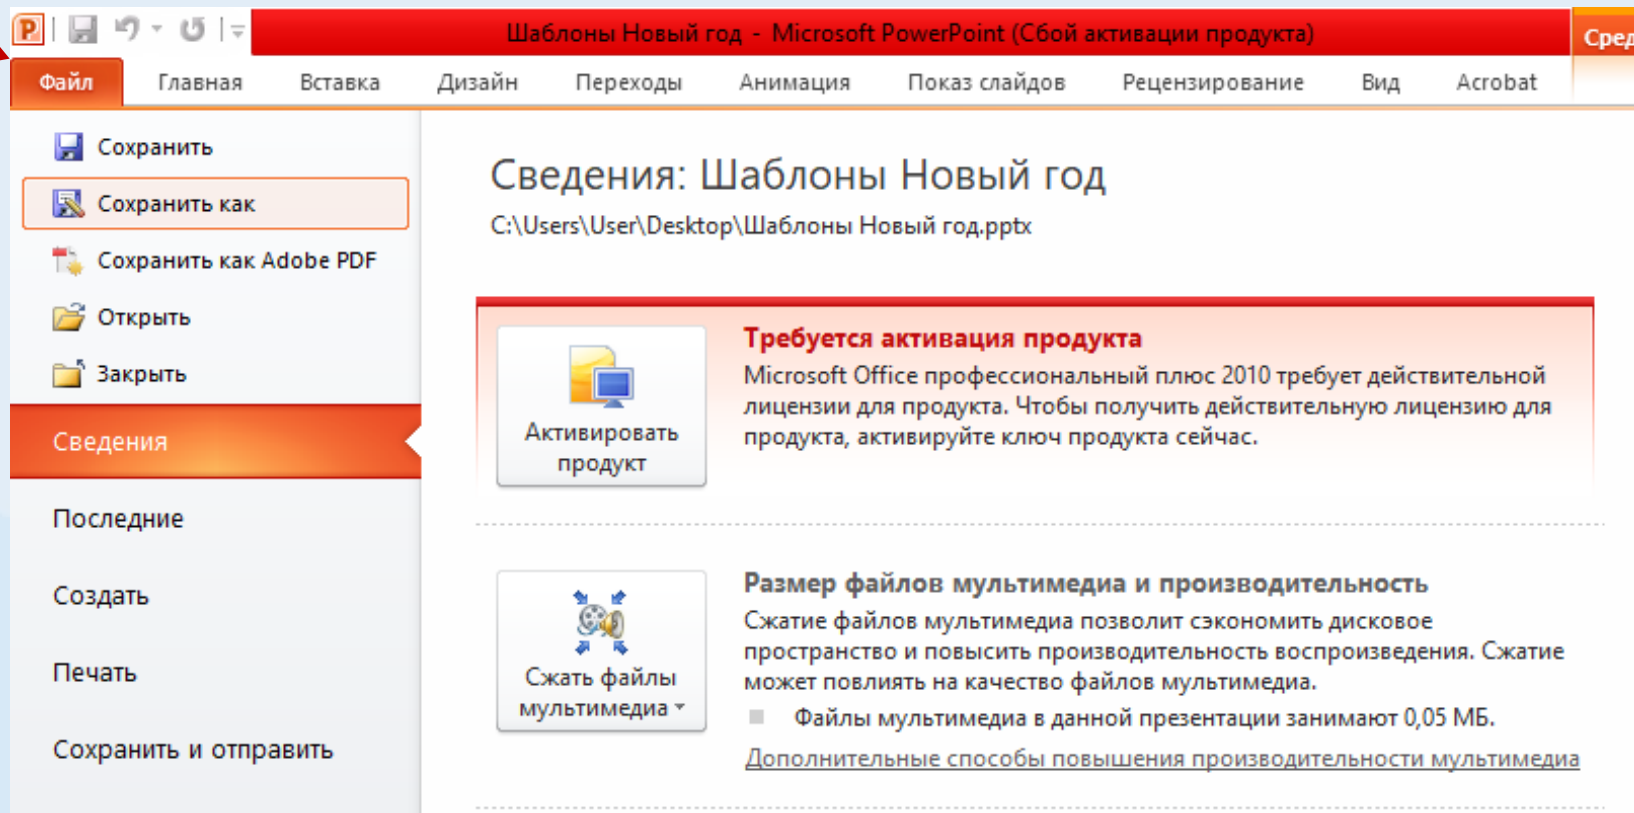 Шаблоны Новый год - Microsoft PowerPoint (Сбой активации продукта)
Файл Главная Вставка Дизайн Переходы Анимация Показ слайдов Рецензирование Вид Acrobat
Сохранить
Сохранить как
Сохранить как Adobe PDF
Открыть
Закрыть
Сведения
Последние
Создать
Печать
Сохранить и отправить
Сведения: Шаблоны Новый год
C:\Users\User\Desktop\Шаблоны Новый год.pptx
Активировать
продукт
Требуется активация продукта
Microsoft Office профессиональный плюс 2010 требует действительной
лицензии для продукта. Чтобы получить действительную лицензию для
продукта, активируйте ключ продукта сейчас.
Сжать файлы
мультимедиа
Размер файлов мультимедиа и производительность
Сжатие файлов мультимедиа позволит сэкономить дисковое
пространство и повысить производительность воспроизведения. Сжатие
может повлиять на качество файлов мультимедиа.
Файлы мультимедиа в данной презентации занимают 0,05 МБ.
Дополнительные способы повышения производительности мультимедиа